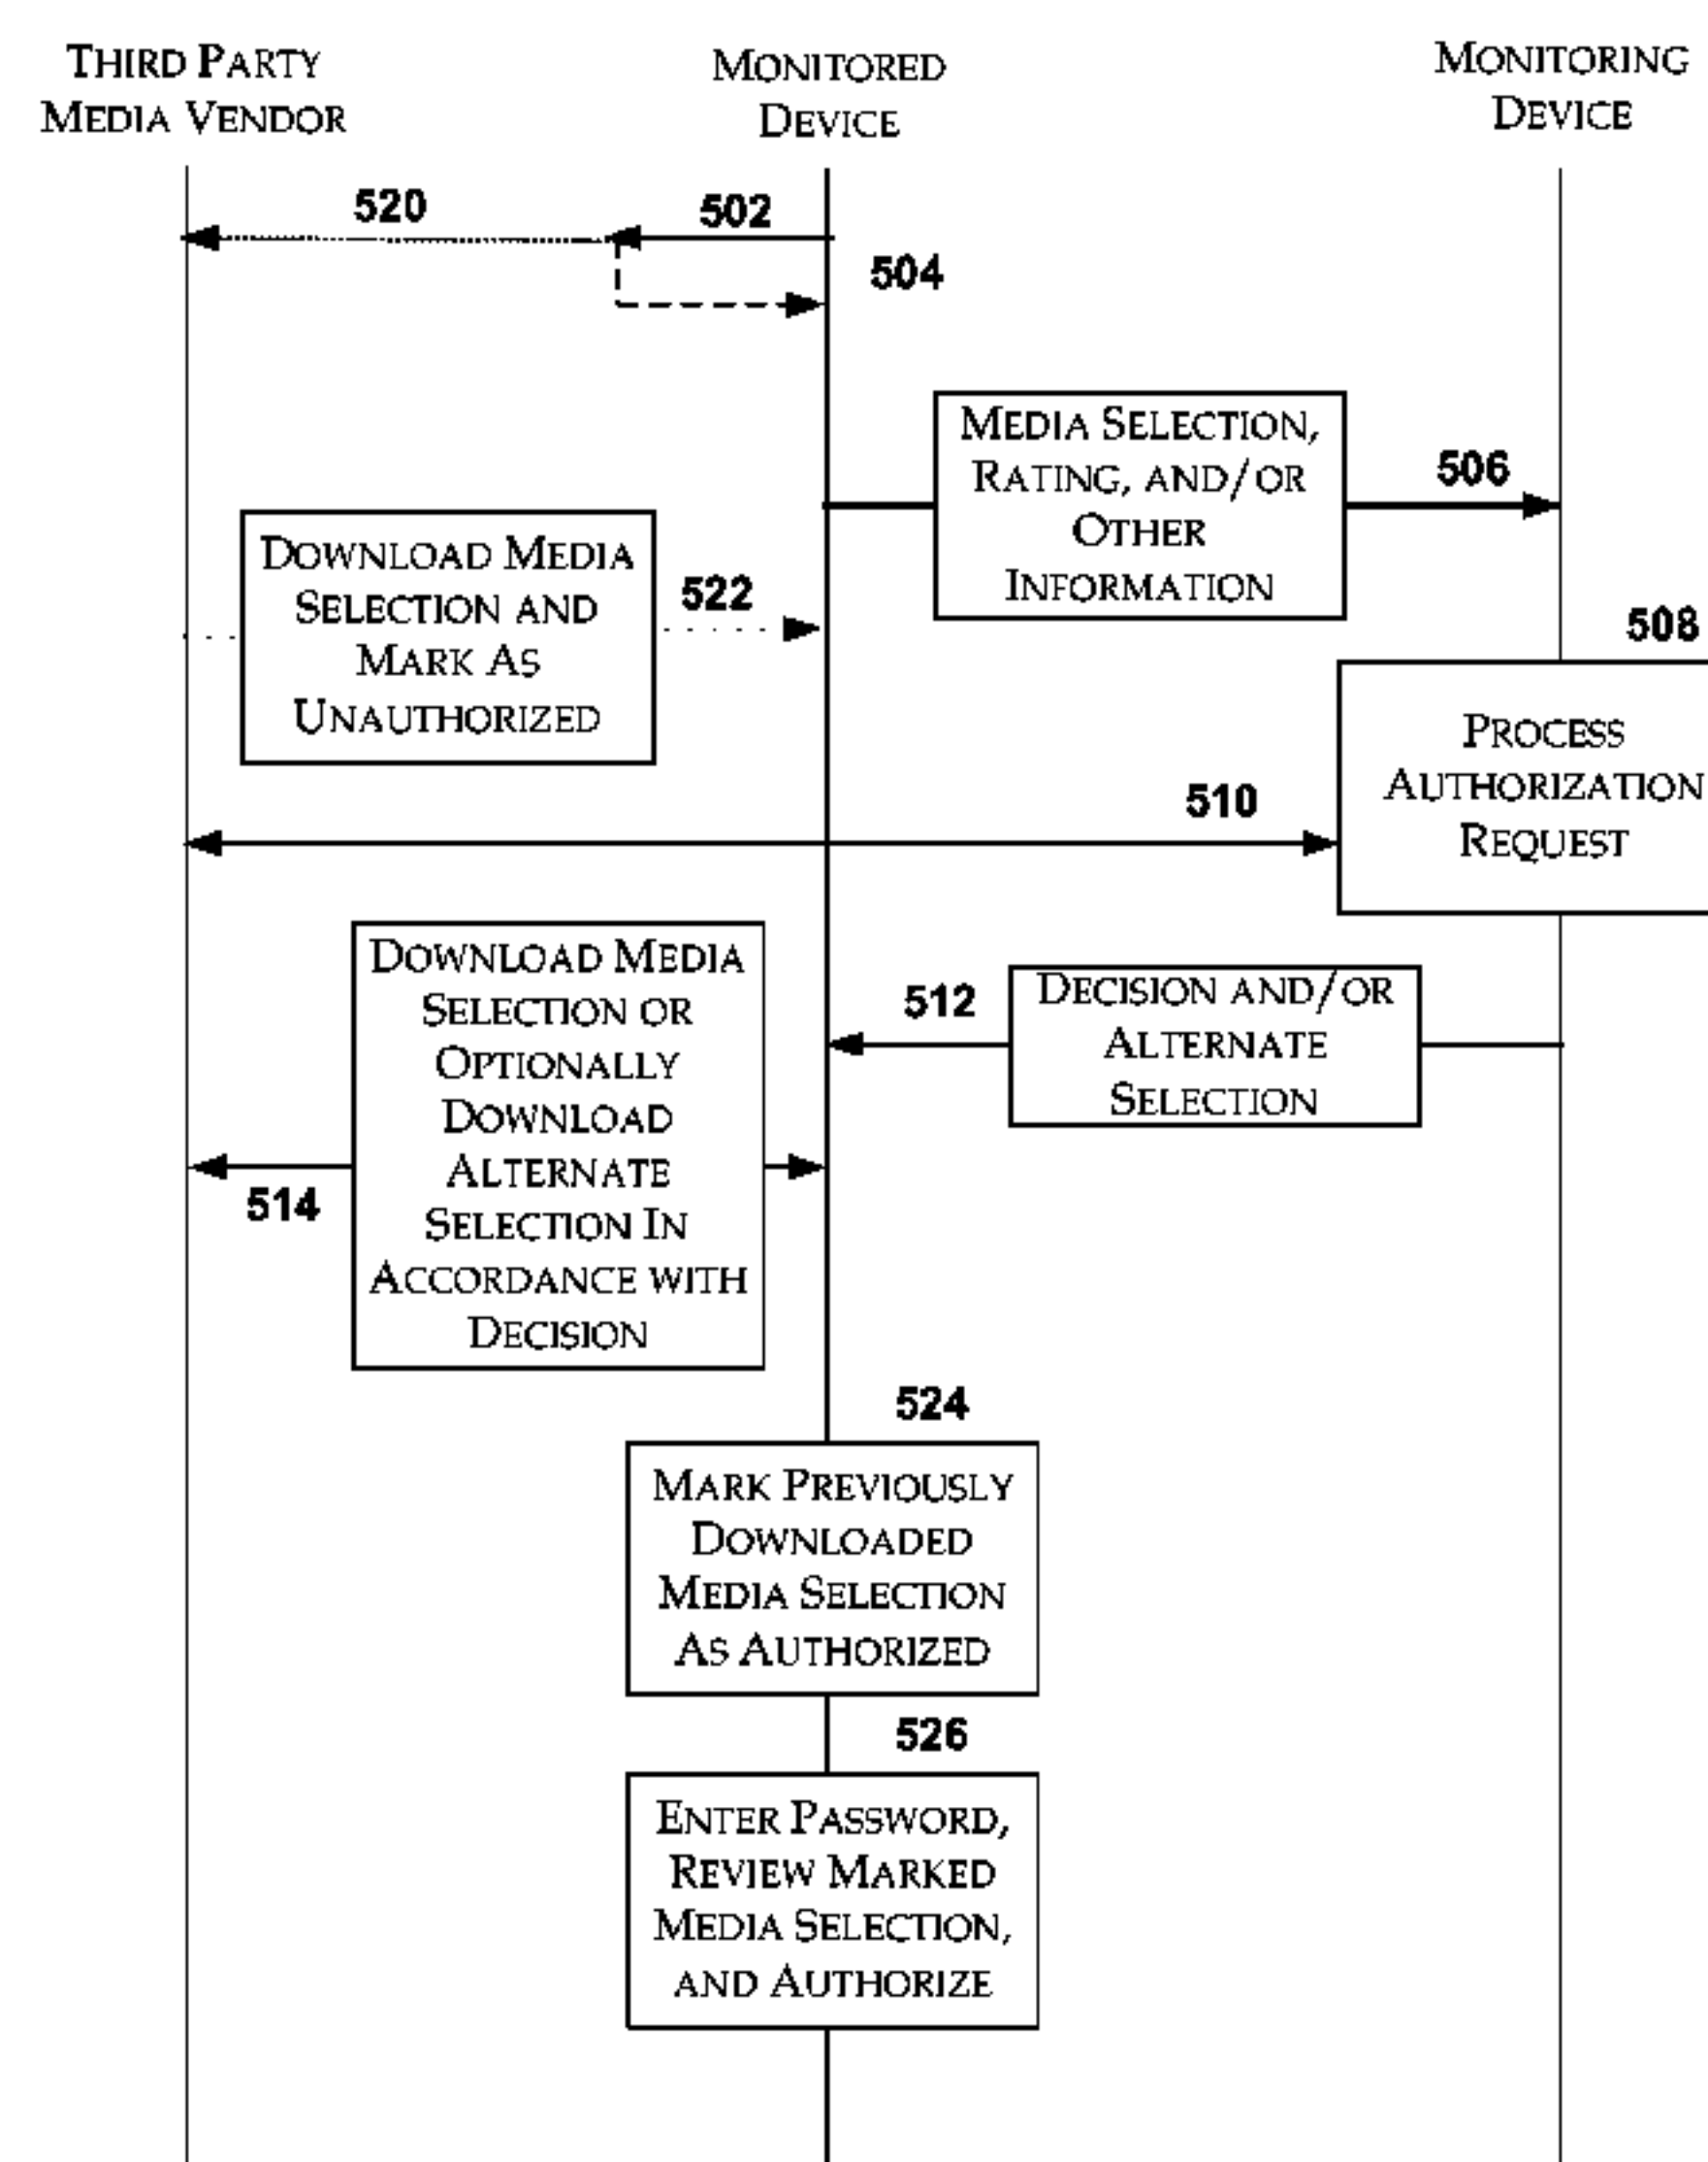 THIRD PARTY
MEDIA VENDOR
MONITORED
DEVICE
MONITORING
DEVICE
520
502
504
MEDIA SELECTION,
RATING, AND/OR
OTHER
INFORMATION
506
DOWNLOAD MEDIA
SELECTION AND
MARK AS
UNAUTHORIZED
522
508
PROCESS
AUTHORIZATION
REQUEST
510
DOWNLOAD MEDIA
SELECTION OR
OPTIONALLY
DOWNLOAD
ALTERNATE
SELECTION IN
ACCORDANCE WITH
DECISION
512
DECISION AND/OR
ALTERNATE
SELECTION
514
524
MARK PREVIOUSLY
DOWNLOADED
MEDIA SELECTION
AS AUTHORIZED
526
ENTER PASSWORD,
REVIEW MARKED
MEDIA SELECTION,
AND AUTHORIZE